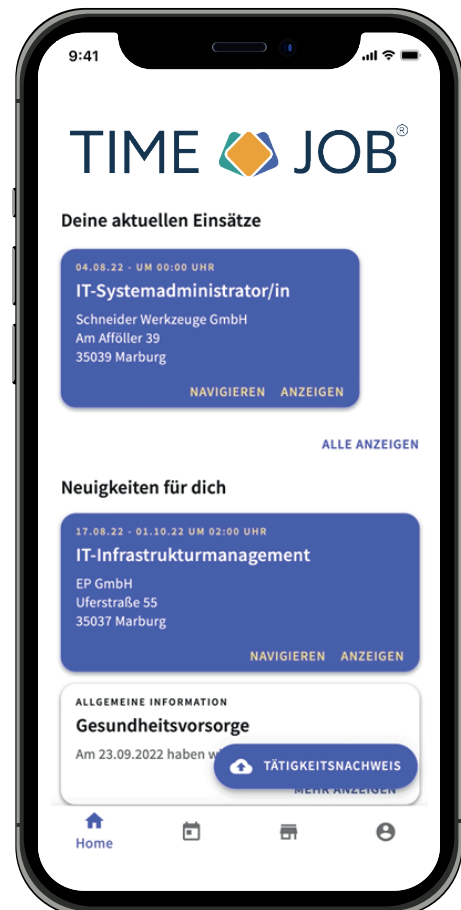 9:41
TIME JOB®
Deine aktuellen Einsätze
04.08.22 - UM 00:00 UHR
IT-Systemadministrator/in
Schneider Werkzeuge GmbH
Am Afföller 39
35039 Marburg
NAVIGIEREN ANZEIGEN
ALLE ANZEIGEN
Neuigkeiten für dich
17.08.22 - 01.10.22 UM 02:00 UHR
IT-Infrastrukturmanagement
EP GmbH
Uferstraße 55
35037 Marburg
NAVIGIEREN ANZEIGEN
ALLGEMEINE INFORMATION
Gesundheitsvorsorge
Am 23.09.2022 haben
TÄTIGKEITSNACHWEIS
MEHR ANZEIGEN
Home